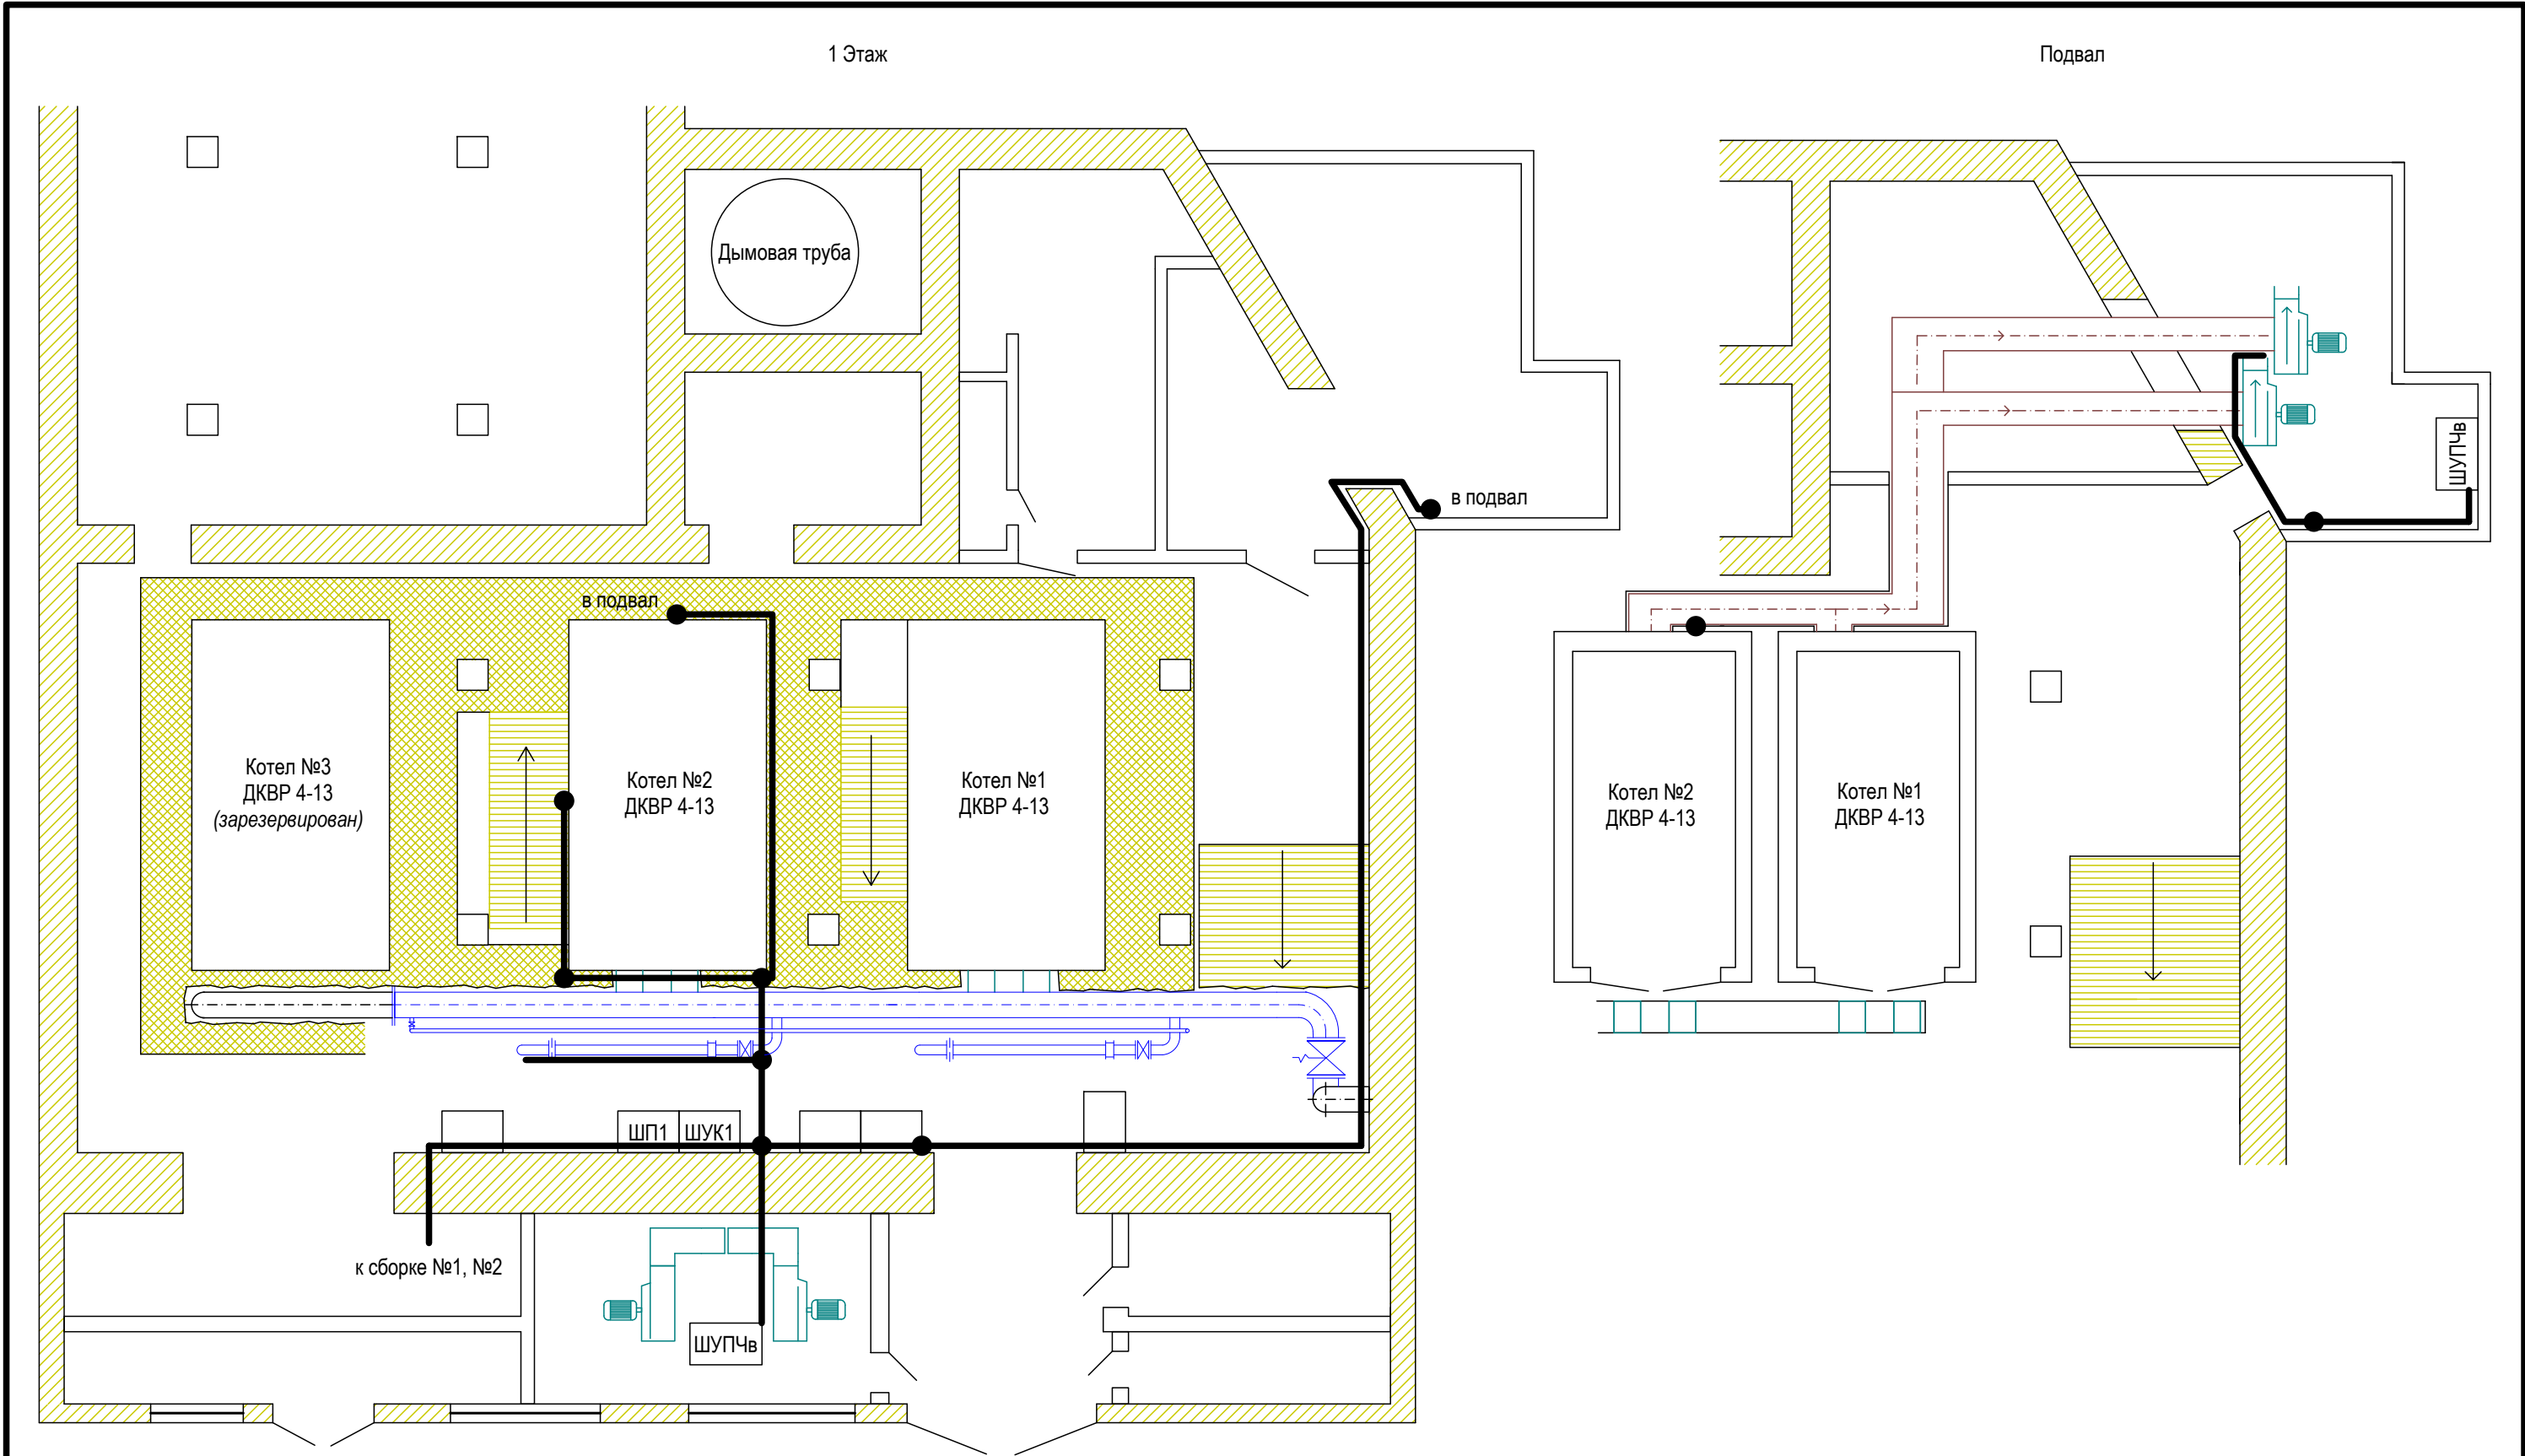 1 Этаж
Подвал
Дымовая труба
в подвал
ШУПЧв
в подвал
Котел №3
ДКВР 4-13
(зарезервирован)
Котел №2
ДКВР 4-13
Котел №1
ДКВР 4-13
Котел №2
ДКВР 4-13
Котел №1
ДКВР 4-13
ШП1
ШУК1
к сборке №1, №2
ШУПЧв